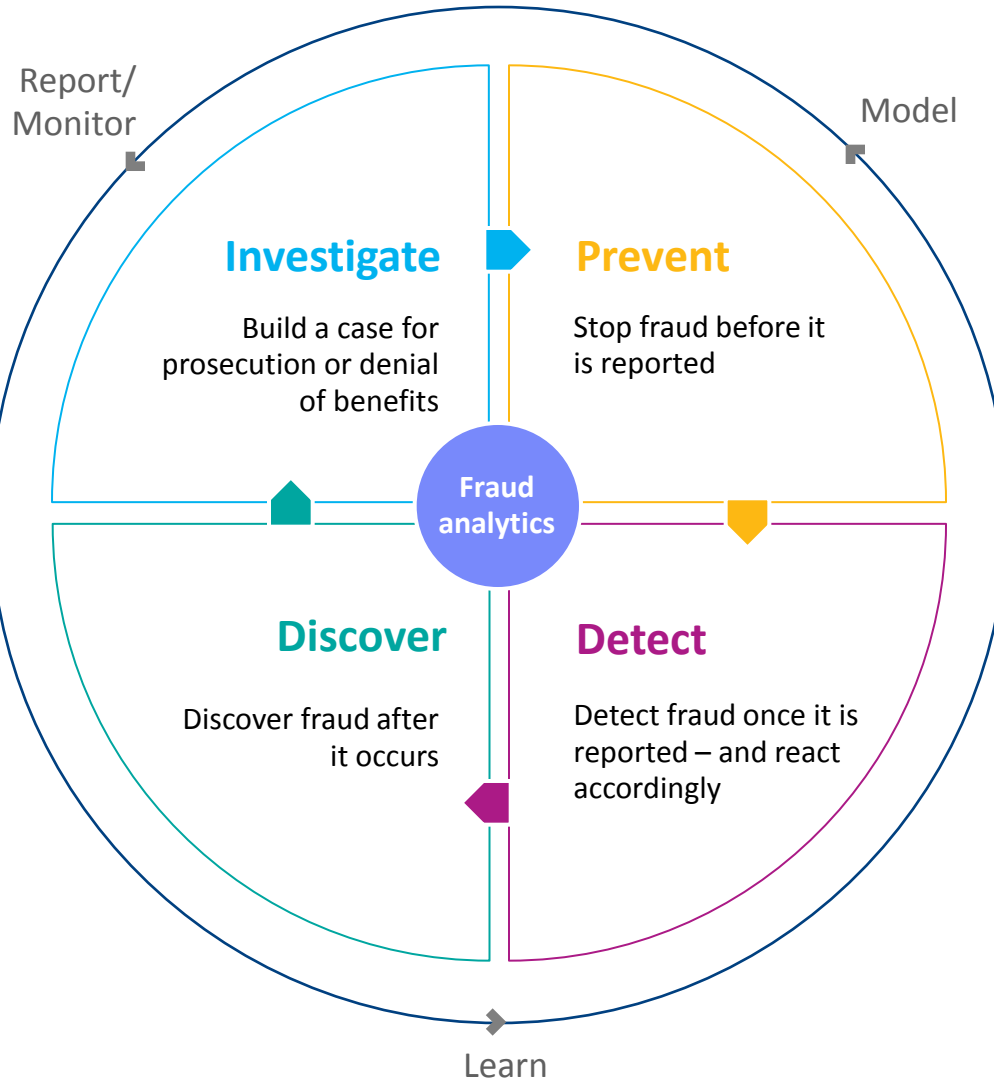 Report/
Monitor
Model
Investigate
Build a case for
prosecution or denial
of benefits
Prevent
Stop fraud before it
is reported
Fraud
analytics
Discover
Discover fraud after
it occurs
Detect
Detect fraud once it is
reported – and react
accordingly
Learn